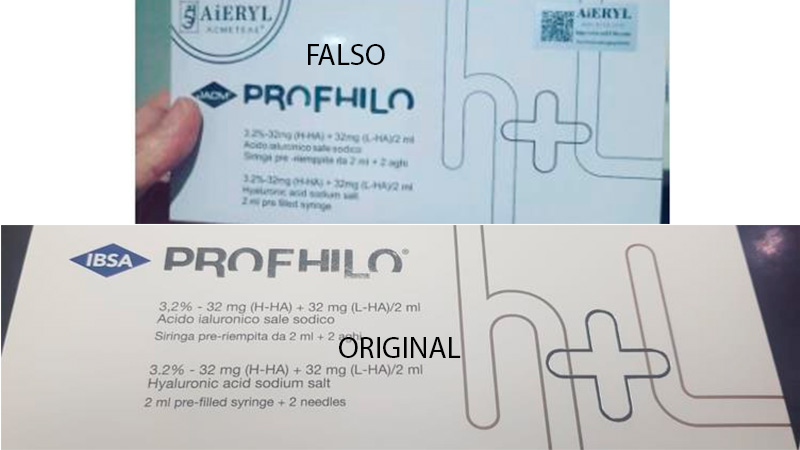 AiERYL
ACMETEAE®
AiERYL
FALSO
PROFHILO
3.2%-32mg (H-HA) + 32mg (L-HA)/2 ml
Acido ialuronico sale sodico
Siringa pre -riempita da 2 ml + 2 aghi
3.2%-32mg (H-HA) + 32mg (L-HA)/2 ml
Hyaluronic acid sodium salt
2 ml pre filled syringe
h+L
IBSA PROFHILO®
3,2% - 32 mg (H-HA) + 32 mg (L-HA)/2 ml
Acido ialuronico sale sodico
Siringa pre-riempita da 2 ml + 2 aghi
ORIGINAL
3.2% - 32 mg (H-HA) + 32 mg (L-HA)/2 ml
Hyaluronic acid sodium salt
2 ml pre-filled syringe + 2 needles
h+L